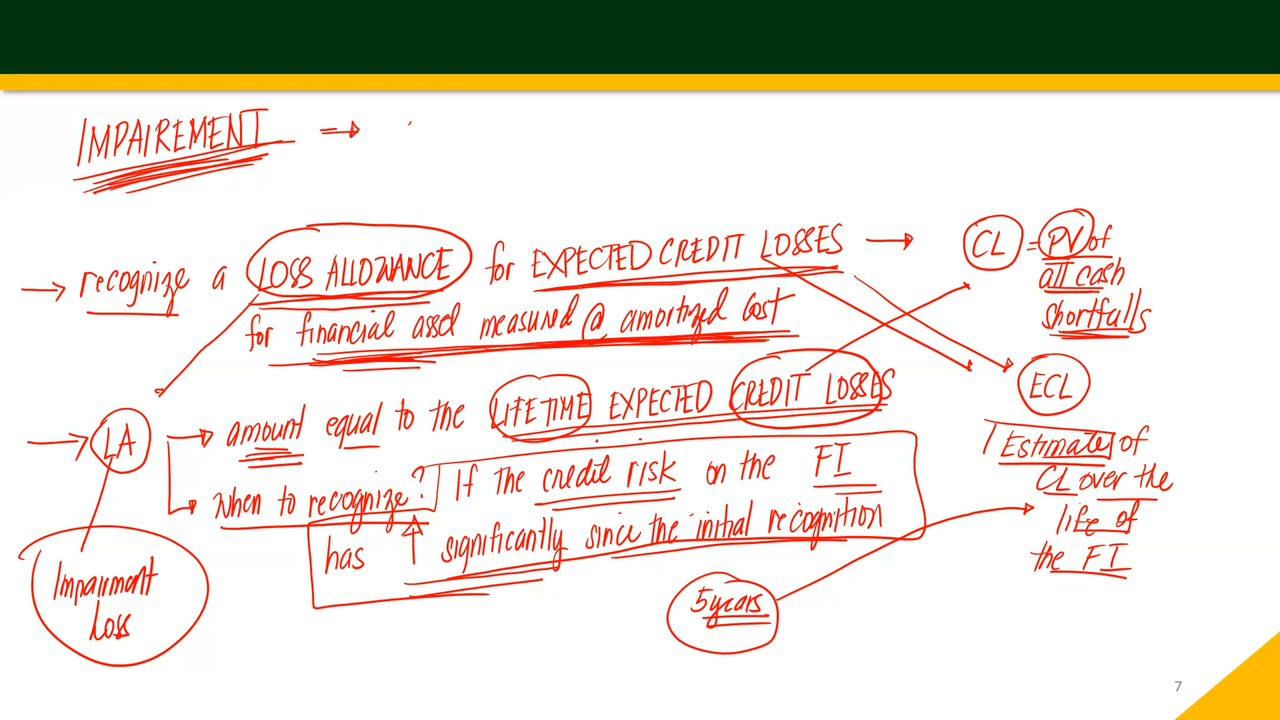 IMPAIREMENT →
→ recognize a LOSS ALLOWANCE for EXPECTED CREDIT LOSSES →
for financial asset measured @ amortized cost
CL = PV of
all cash
shortfalls
→ LA → amount equal to the LIFETIME EXPECTED CREDIT LOSSES
→ When to recognize? If the credit risk on the FI
has ↑ significantly since the initial recognition
ECL
Estimates of
CL over the
life of
the FI
Impairment
Loss
5 years
7